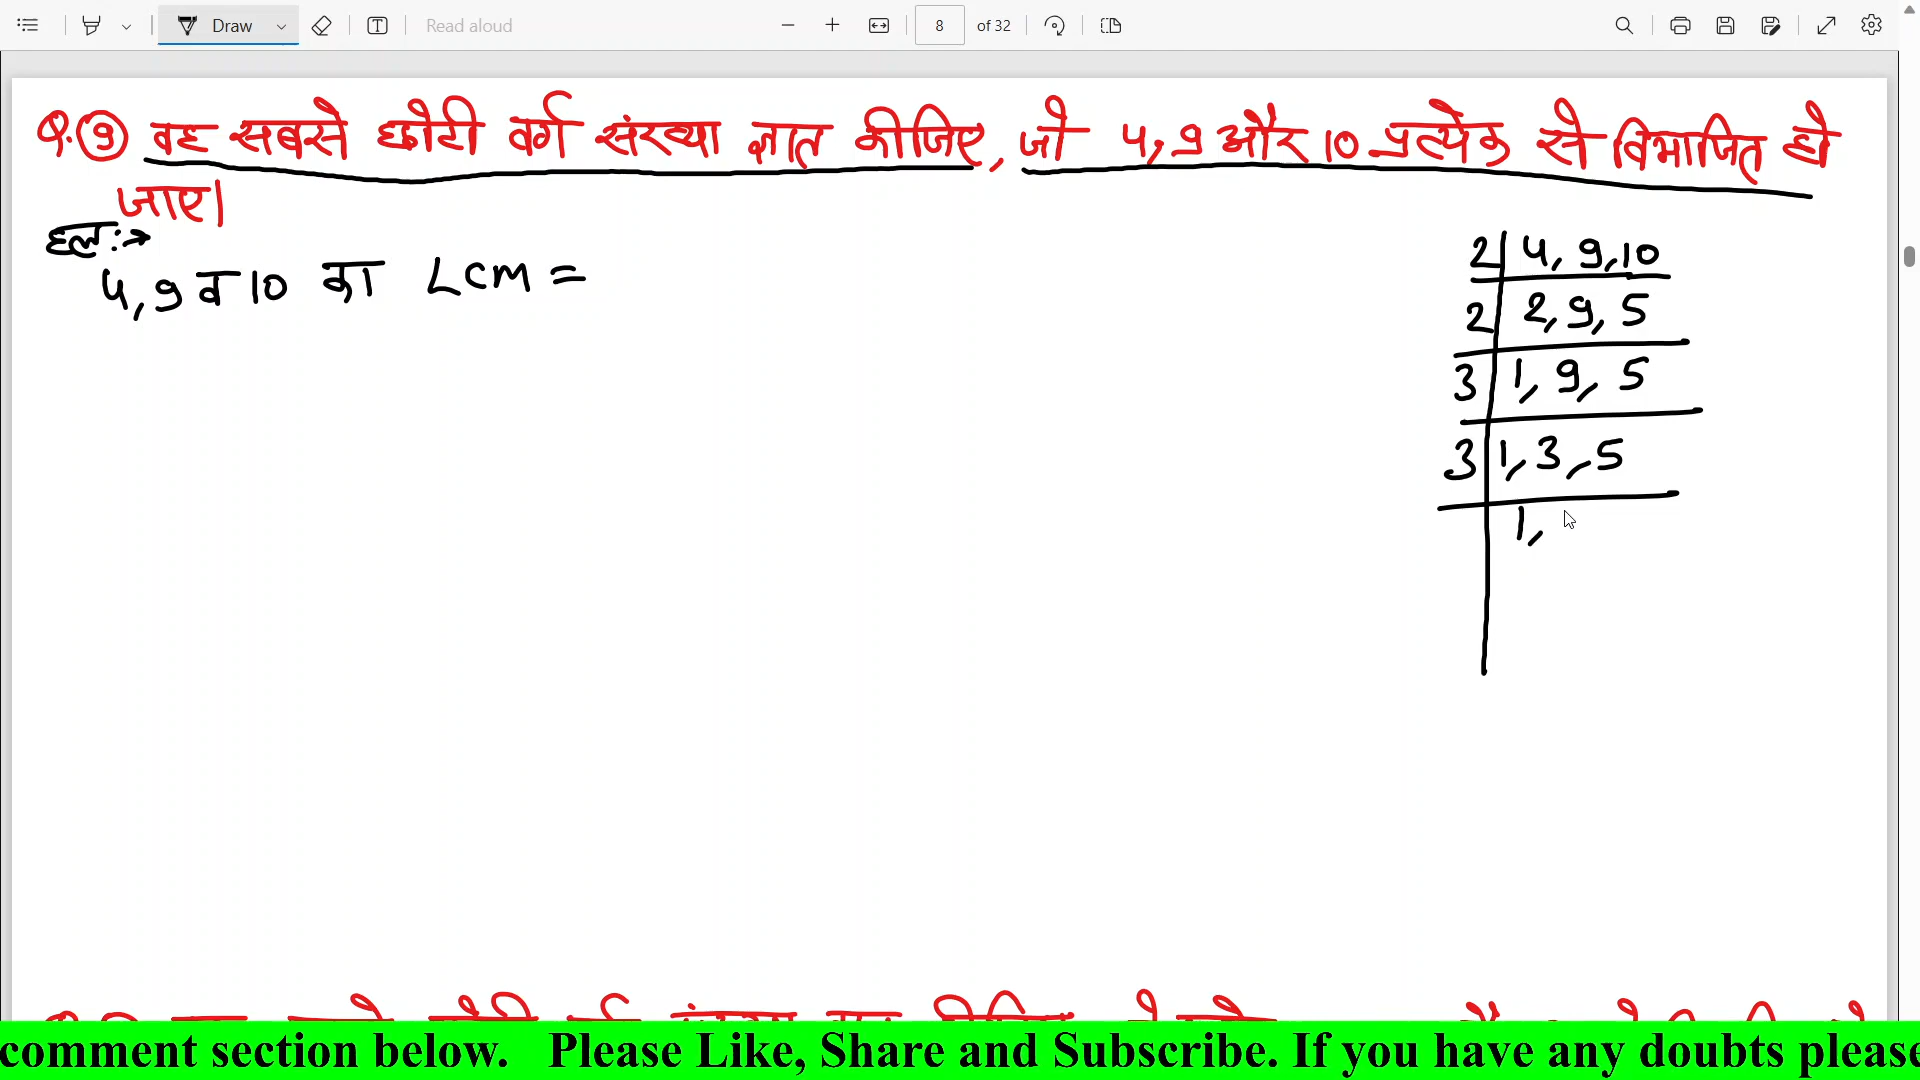 Draw
Read aloud
8 of 32
Q.⑨ वह सबसे छोटी वर्ग संख्या ज्ञात कीजिए, जो 4, 9 और 10 प्रत्येक से विभाजित हो
जाए।
हल:→
4, 9 व 10 का LCM =
2 | 4, 9, 10
2 | 2, 9, 5
3 | 1, 9, 5
3 | 1, 3, 5
1,
comment section below. Please Like, Share and Subscribe. If you have any doubts please